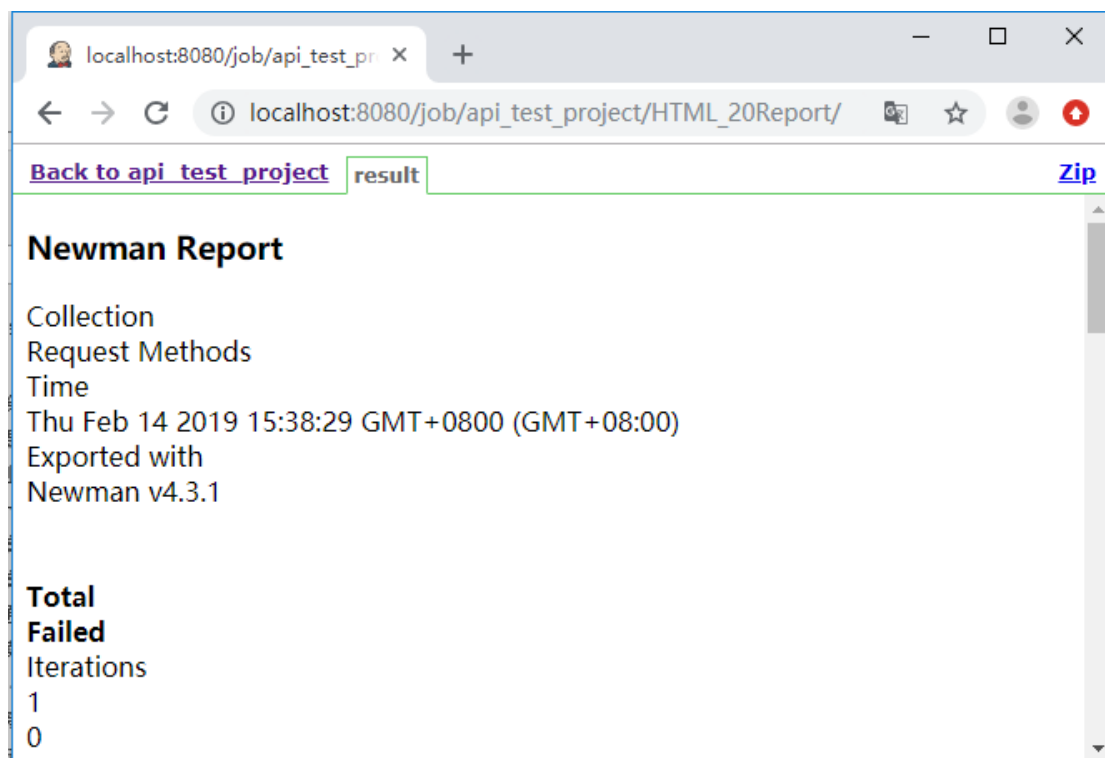 localhost:8080/job/api_test_pr
localhost:8080/job/api_test_project/HTML_20Report/
Back to api_test_project result Zip
Newman Report
Collection
Request Methods
Time
Thu Feb 14 2019 15:38:29 GMT+0800 (GMT+08:00)
Exported with
Newman v4.3.1
Total
Failed
Iterations
1
0